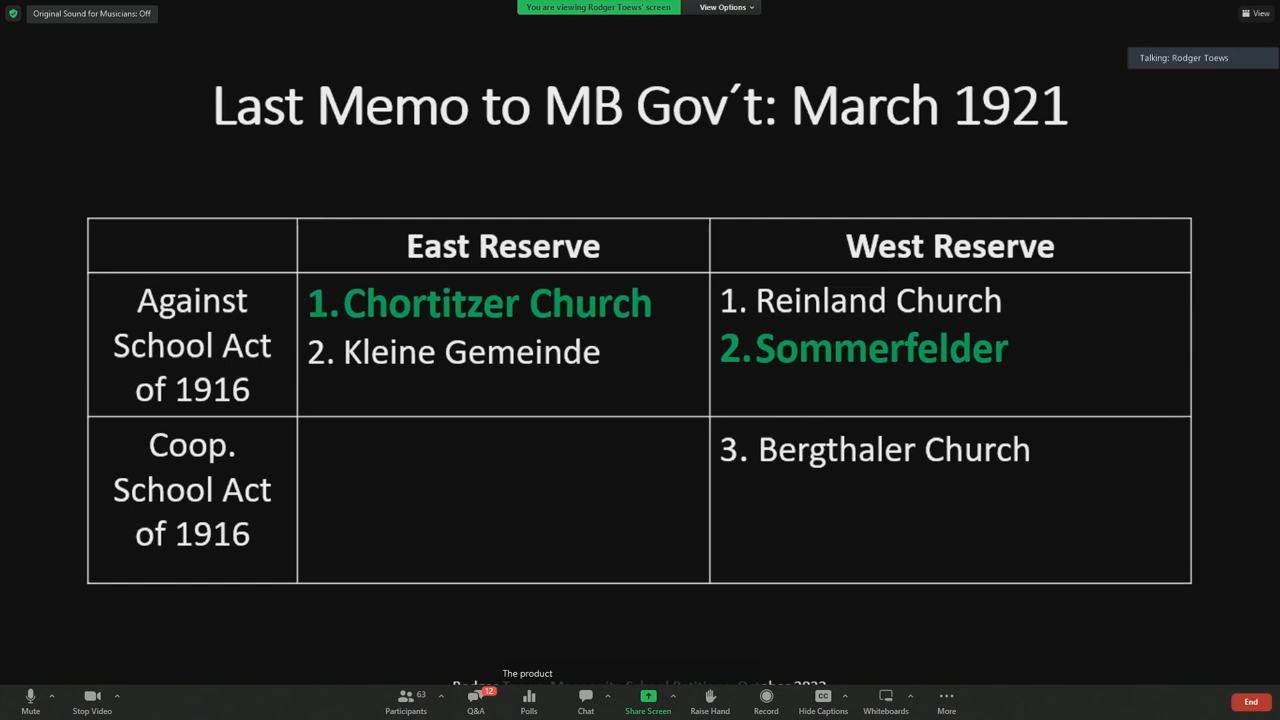 Original Sound for Musicians: Off
You are viewing Rodger Toews' screen
View Options
View
Talking: Rodger Toews
Last Memo to MB Gov´t: March 1921
East Reserve
West Reserve
Against
School Act
of 1916
1. Chortitzer Church
2. Kleine Gemeinde
1. Reinland Church
2. Sommerfelder
Coop.
School Act
of 1916
3. Bergthaler Church
The product
Mute
Stop Video
63
Participants
12
Q&A
Polls
Chat
Share Screen
Raise Hand
Record
Hide Captions
Whiteboards
More
End